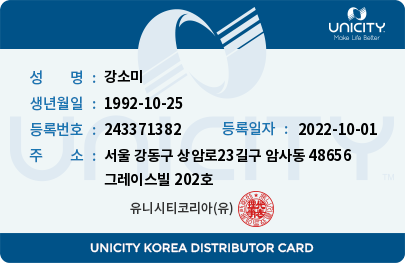 UNICITY
Make Life Better
성 명 : 강소미
생년월일 : 1992-10-25
등록번호 : 243371382 등록일자 : 2022-10-01
주 소 : 서울 강동구 상암로23길구 암사동 48656
그레이스빌 202호
유니시티코리아(유)
UNICITY KOREA DISTRIBUTOR CARD
UNICITY
TM